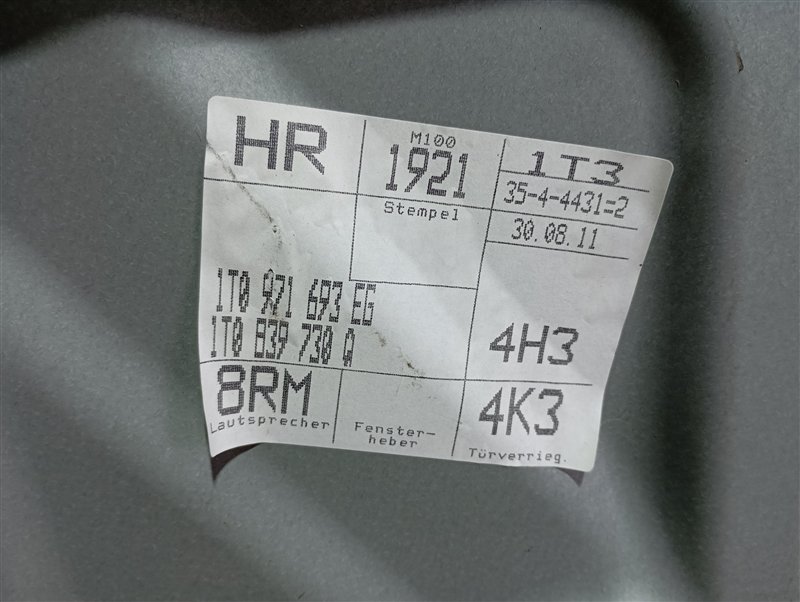 HR
M100
1921
1T3
35-4-4431=2
Stempel
30.08.11
1T0 971 693 EG
1T0 839 730 A
4H3
8RM
4K3
Lautsprecher
Fenster-
heber
Türverrieg.